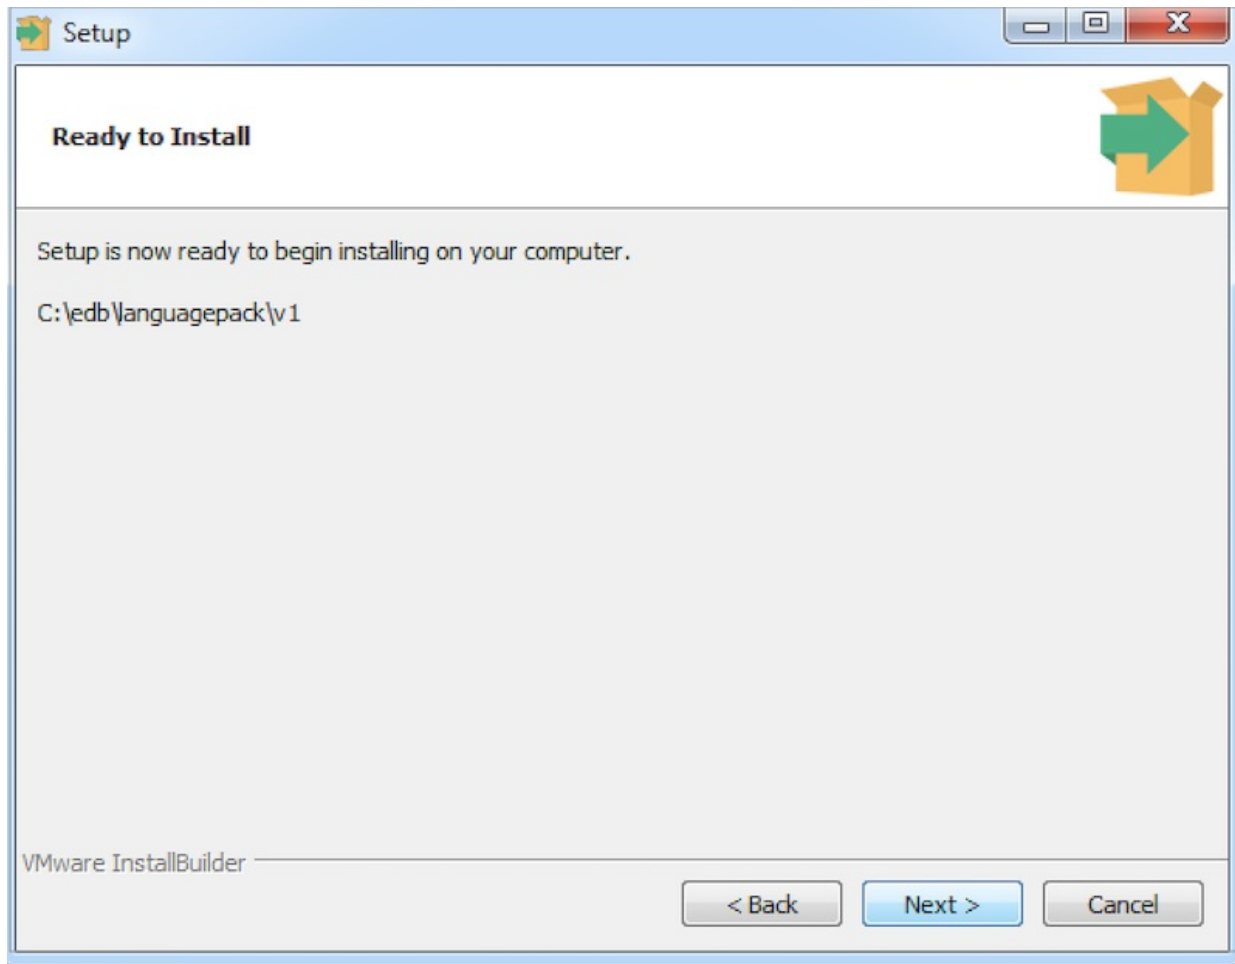 Setup
Ready to Install
Setup is now ready to begin installing on your computer.
C:\edb\languagepack\v1
VMware InstallBuilder
< Back Next > Cancel